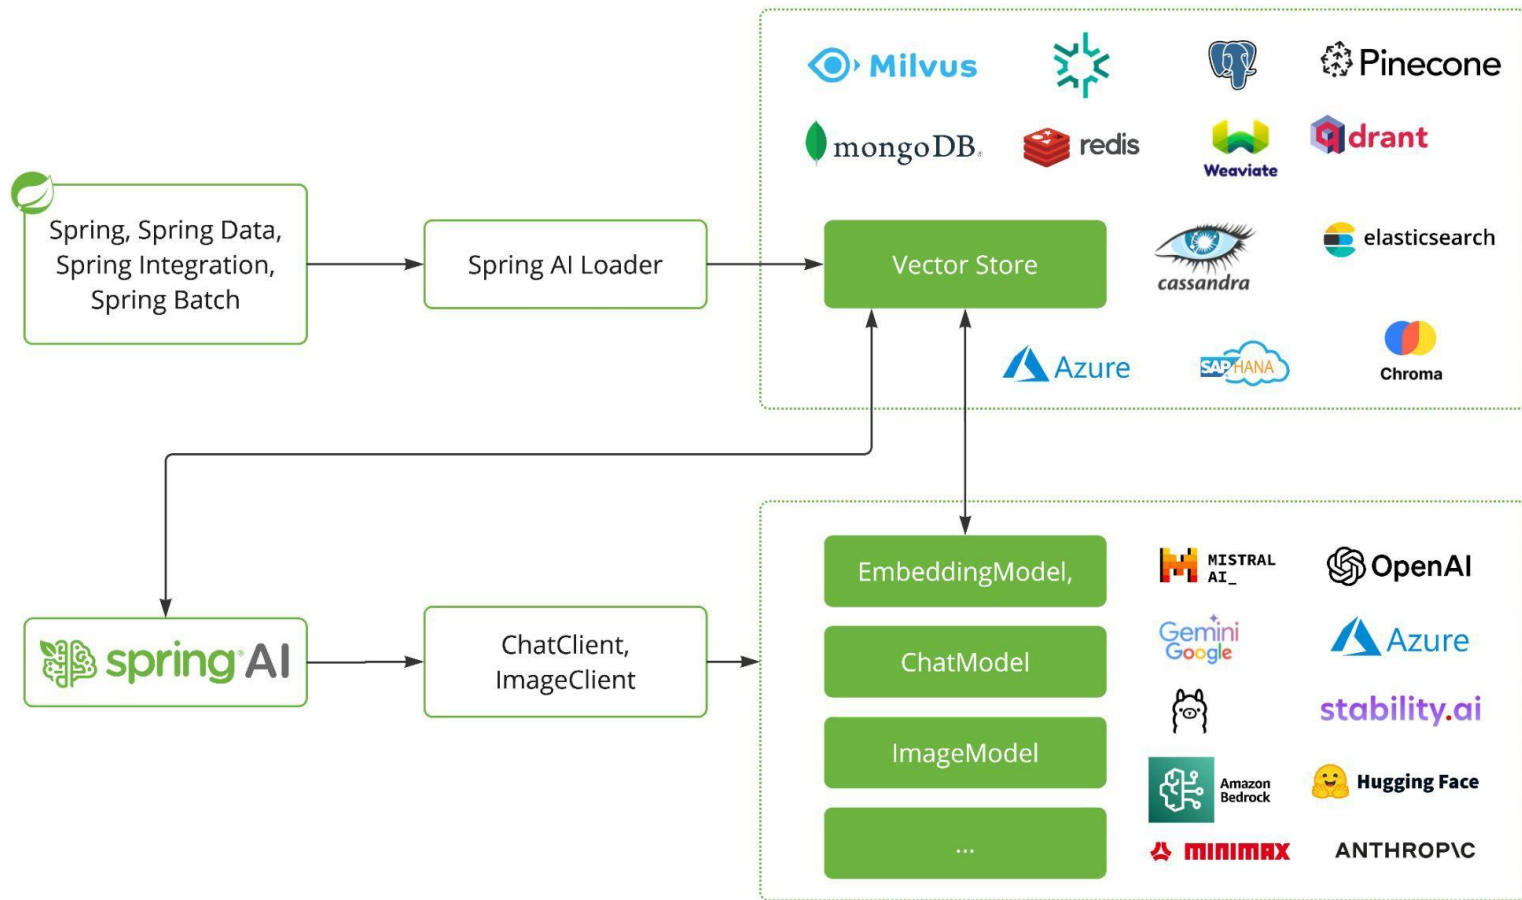 Milvus
Pinecone
mongoDB®
redis
Weaviate
qdrant
Spring, Spring Data,
Spring Integration,
Spring Batch
Spring AI Loader
Vector Store
cassandra
elasticsearch
Azure
SAP HANA
Chroma
spring® AI
ChatClient,
ImageClient
EmbeddingModel,
ChatModel
ImageModel
...
MISTRAL
AI_
OpenAI
Gemini
Google
Azure
stability.ai
Amazon
Bedrock
Hugging Face
MINIMAX
ANTHROP\C